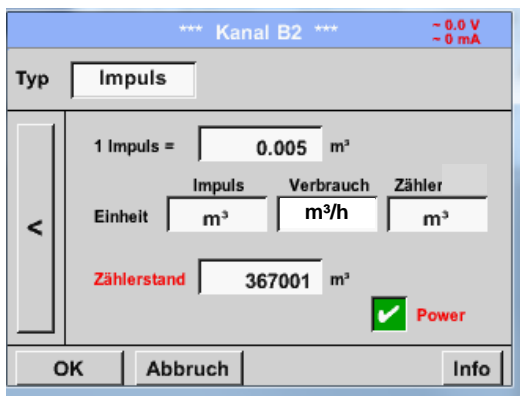 *** Kanal B2 ***
~ 0.0 V
~ 0 mA
Typ Impuls
1 Impuls = 0.005 m³
Impuls Verbrauch Zähler
Einheit m³ m³/h m³
<
Zählerstand 367001 m³
Power
OK Abbruch Info